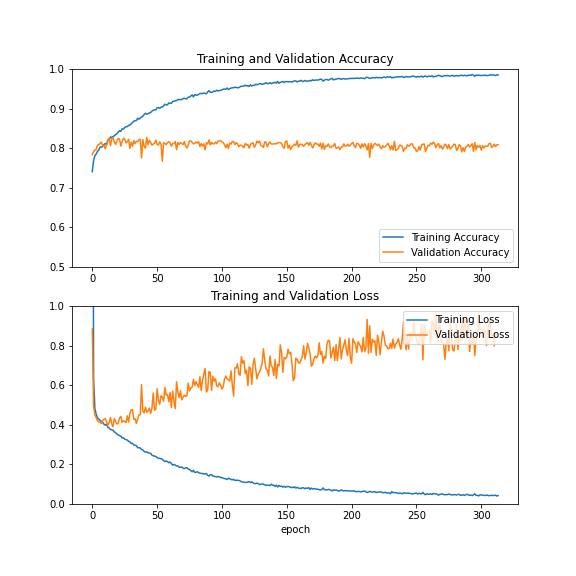 Training and Validation Accuracy
1.0
0.9
0.8
0.7
0.6
0.5
Training Accuracy
Validation Accuracy
0 50 100 150 200 250 300
Training and Validation Loss
1.0
0.8
0.6
0.4
0.2
0.0
Training Loss
Validation Loss
0 50 100 150 200 250 300
epoch